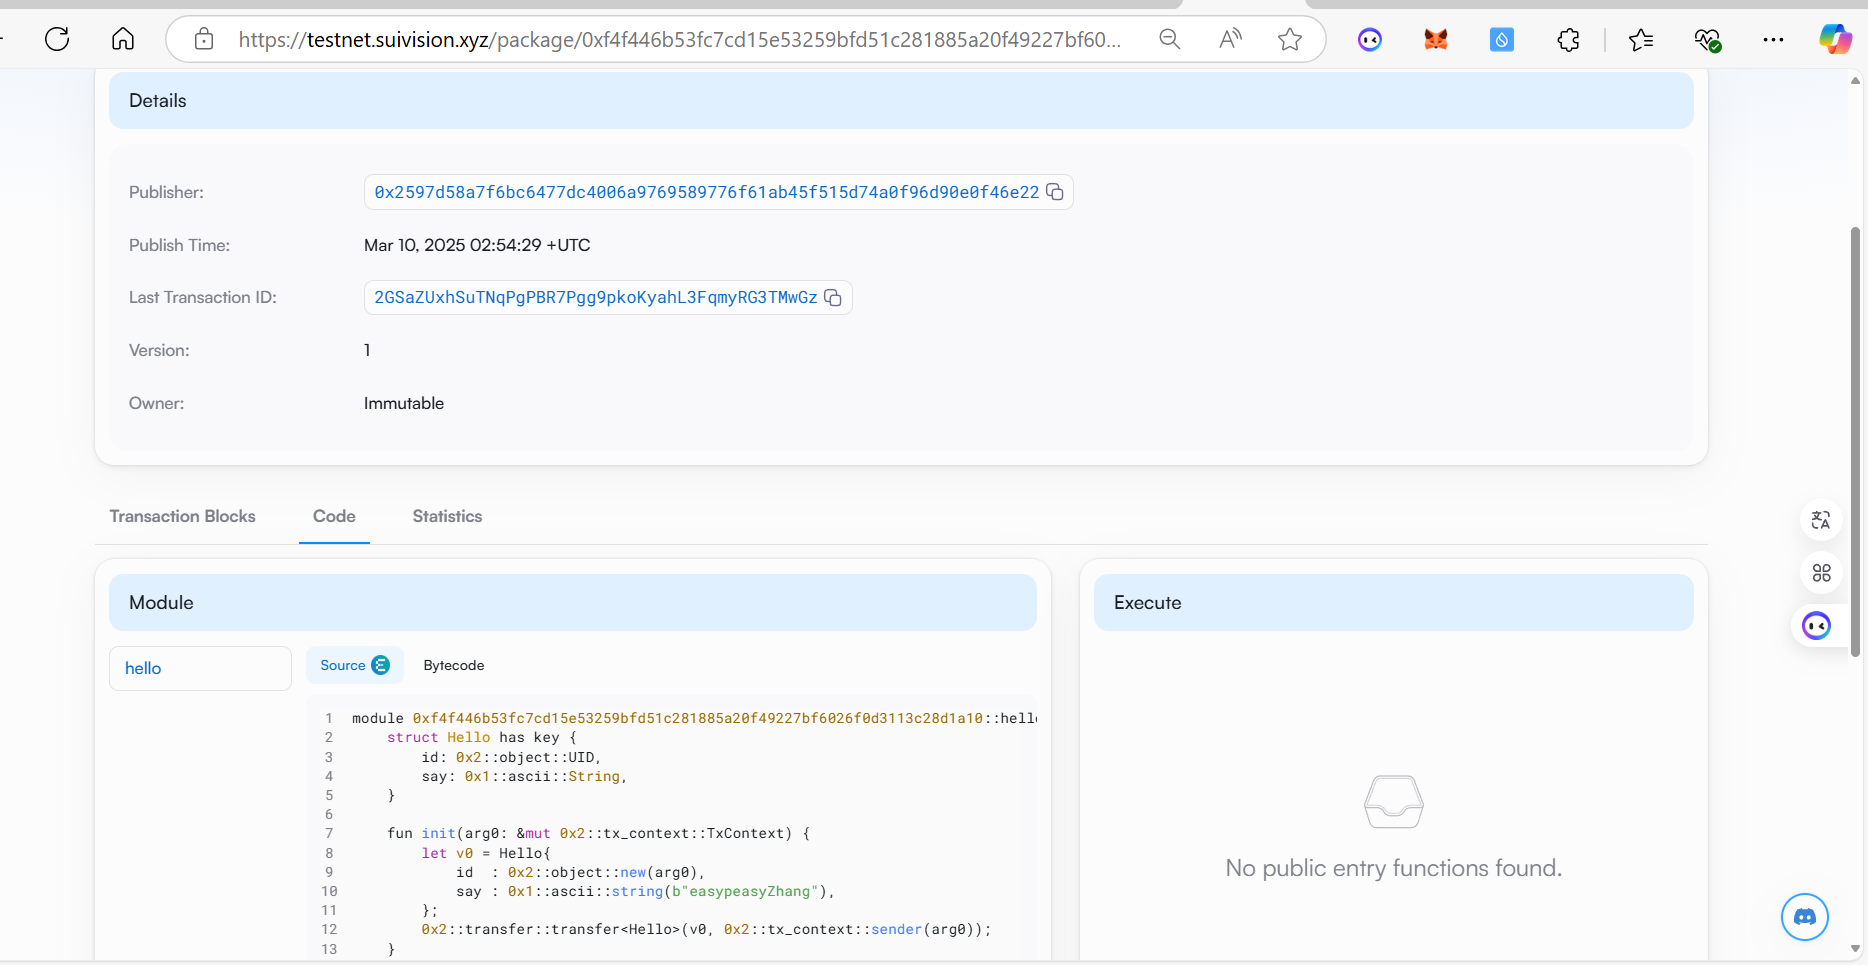 https://testnet.suivision.xyz/package/0xf4f446b53fc7cd15e53259bfd51c281885a20f49227bf60...
Details
Publisher: 0x2597d58a7f6bc6477dc4006a9769589776f61ab45f515d74a0f96d90e0f46e22
Publish Time: Mar 10, 2025 02:54:29 +UTC
Last Transaction ID: 2GSaZUxhSuTNqPgPBR7Pgg9pkoKyahL3FqmyRG3TMwGz
Version: 1
Owner: Immutable
Transaction Blocks Code Statistics
Module
Execute
hello
Source Bytecode
1 module 0xf4f446b53fc7cd15e53259bfd51c281885a20f49227bf6026f0d3113c28d1a10::hello
2 struct Hello has key {
3 id: 0x2::object::UID,
4 say: 0x1::ascii::String,
5 }
6
7 fun init(arg0: &mut 0x2::tx_context::TxContext) {
8 let v0 = Hello{
9 id : 0x2::object::new(arg0),
10 say : 0x1::ascii::string(b"easypeasyZhang"),
11 };
12 0x2::transfer::transfer<Hello>(v0, 0x2::tx_context::sender(arg0));
13 }
No public entry functions found.